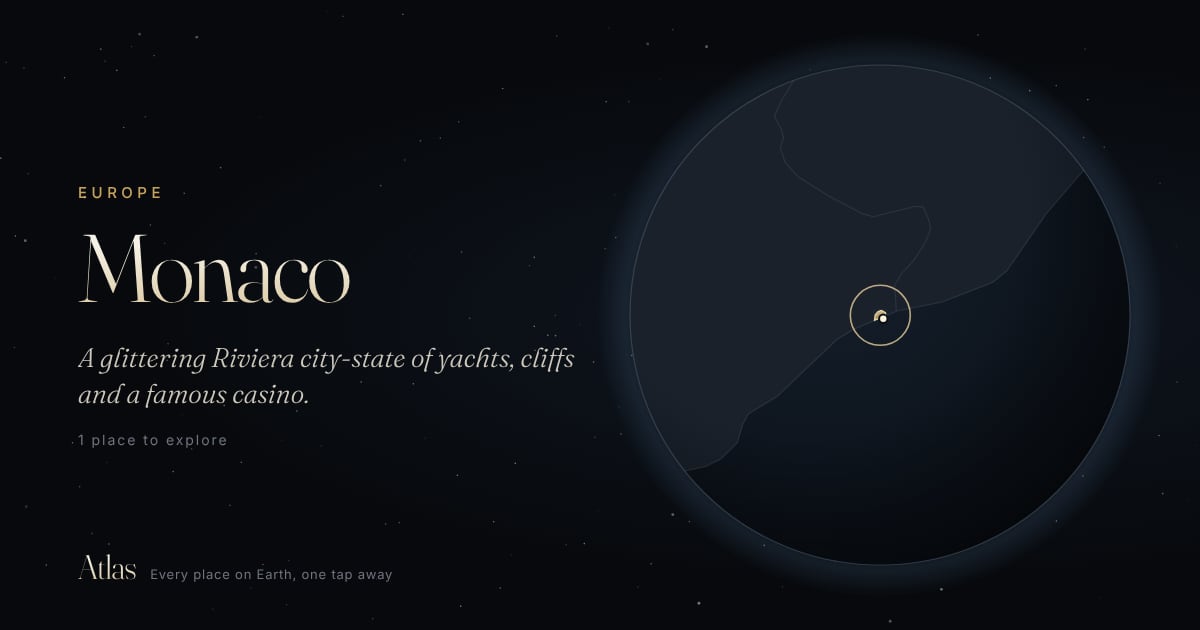 EUROPE
Monaco
A glittering Riviera city-state of yachts, cliffs
and a famous casino.
1 place to explore
Atlas Every place on Earth, one tap away